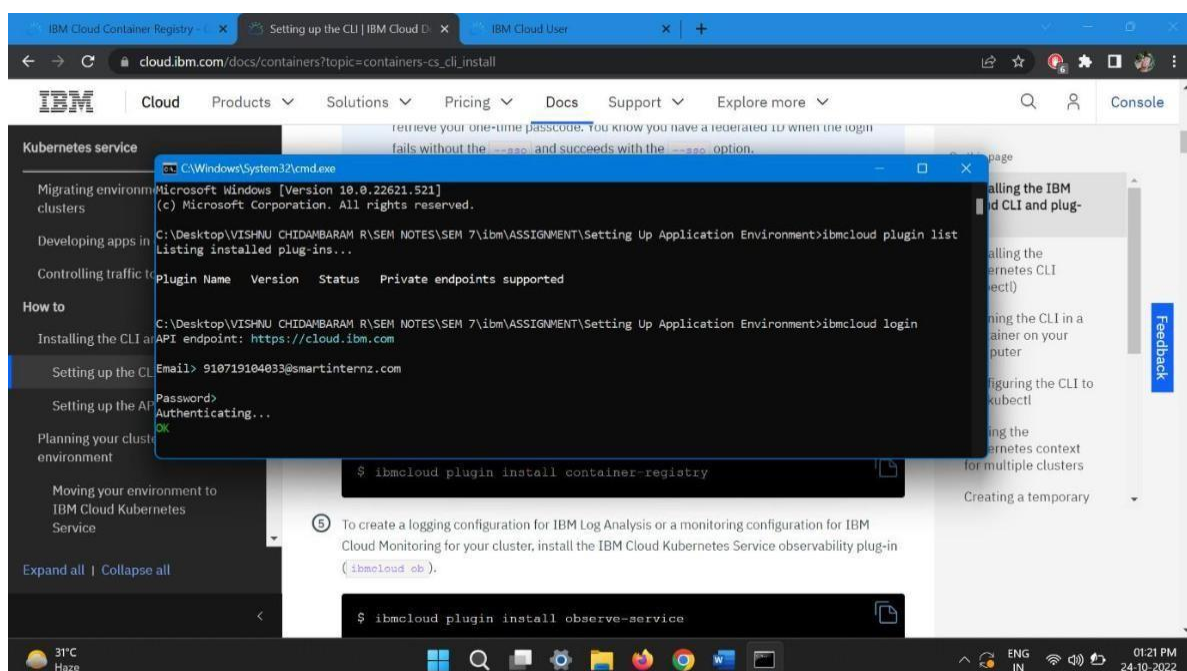 IBM Cloud Container Registry -
Setting up the CLI | IBM Cloud D
IBM Cloud User
cloud.ibm.com/docs/containers?topic=containers-cs_cli_install
6
IBM
Cloud
Products
Solutions
Pricing
Docs
Support
Explore more
Console
Kubernetes service
Migrating environm
clusters
Developing apps in
Controlling traffic to
How to
Installing the CLI an
Setting up the CL
Setting up the AP
Planning your cluste
environment
Moving your environment to
IBM Cloud Kubernetes
Service
Expand all | Collapse all
retrieve your one-time passcode. You know you have a federated ID when the login
fails without the --sso and succeeds with the --sso option.
C:\Windows\System32\cmd.exe
Microsoft Windows [Version 10.0.22621.521]
(c) Microsoft Corporation. All rights reserved.
C:\Desktop\VISHNU CHIDAMBARAM R\SEM NOTES\SEM 7\ibm\ASSIGNMENT\Setting Up Application Environment>ibmcloud plugin list
Listing installed plug-ins...
Plugin Name Version Status Private endpoints supported
C:\Desktop\VISHNU CHIDAMBARAM R\SEM NOTES\SEM 7\ibm\ASSIGNMENT\Setting Up Application Environment>ibmcloud login
API endpoint: https://cloud.ibm.com
Email> 910719104033@smartinternz.com
Password>
Authenticating...
OK
$ ibmcloud plugin install container-registry
5 To create a logging configuration for IBM Log Analysis or a monitoring configuration for IBM
Cloud Monitoring for your cluster, install the IBM Cloud Kubernetes Service observability plug-in
( ibmcloud ob ).
$ ibmcloud plugin install observe-service
page
alling the IBM
d CLI and plug-
alling the
ernetes CLI
ectl)
ning the CLI in a
ainer on your
puter
figuring the CLI to
kubectl
ing the
ernetes context
for multiple clusters
Creating a temporary
Feedback
31°C
Haze
ENG
IN
01:21 PM
24-10-2022